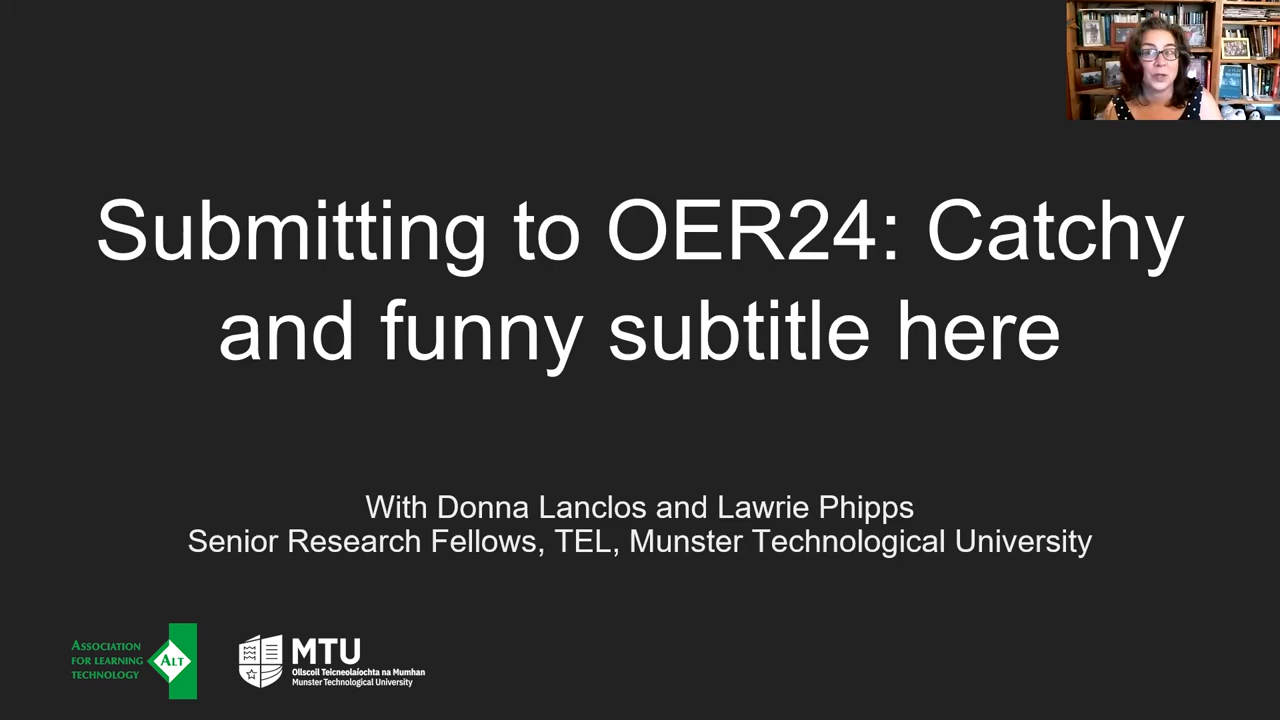 Submitting to OER24: Catchy
and funny subtitle here
With Donna Lanclos and Lawrie Phipps
Senior Research Fellows, TEL, Munster Technological University
ASSOCIATION
FOR LEARNING
TECHNOLOGY
ALT
MTU
Ollscoil Teicneolaíochta na Mumhan
Munster Technological University